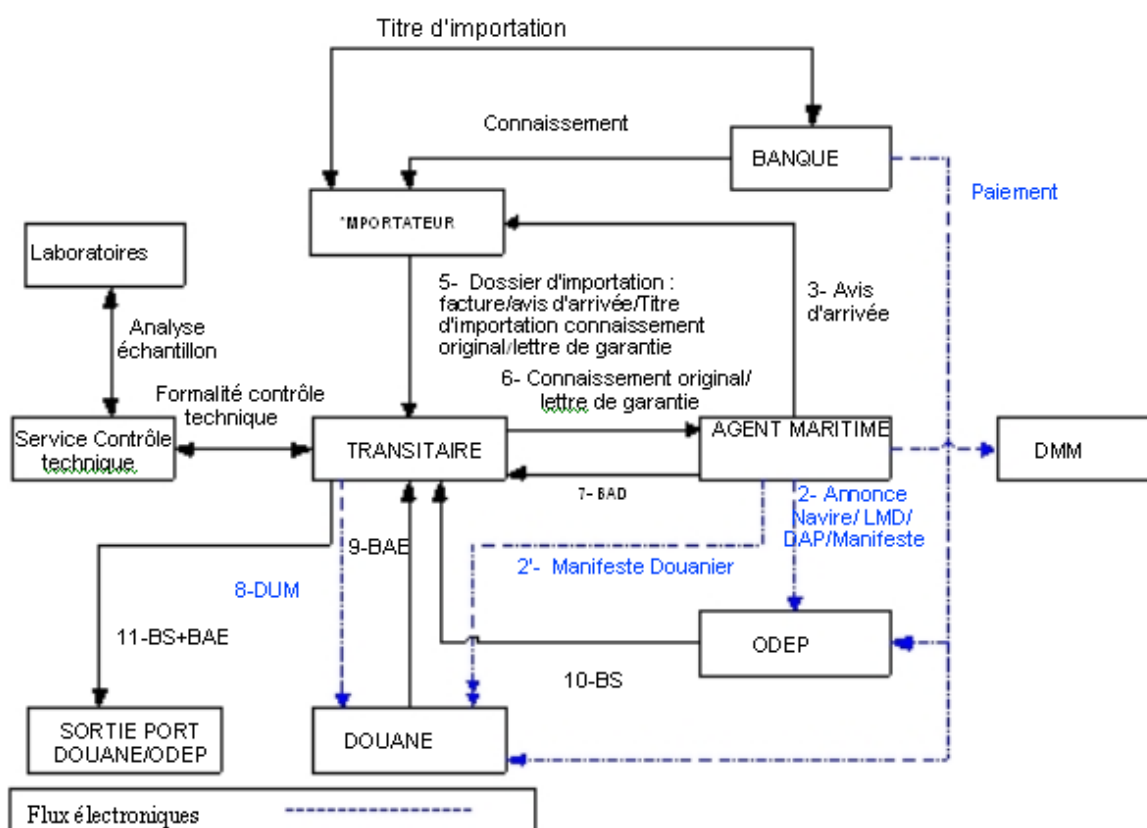 Titre d'importation
Connaissement
BANQUE
Paiement
'MPORTATEUR
Laboratoires
5- Dossier d'importation :
facture/avis d'arrivée/Titre
d'importation connaissement
original/lettre de garantie
3- Avis
d'arrivée
Analyse
échantillon
6- Connaissement original/
lettre de garantie
Formalité contrôle
technique
Service Contrôle
technique
TRANSITAIRE
AGENT MARITIME
DMM
7- BAD
2- Annonce
Navire/ LMD/
DAP/Manifeste
9-BAE
2'- Manifeste Douanier
8-DUM
11-BS+BAE
ODEP
10-BS
SORTIE PORT
DOUANE/ODEP
DOUANE
Flux électroniques